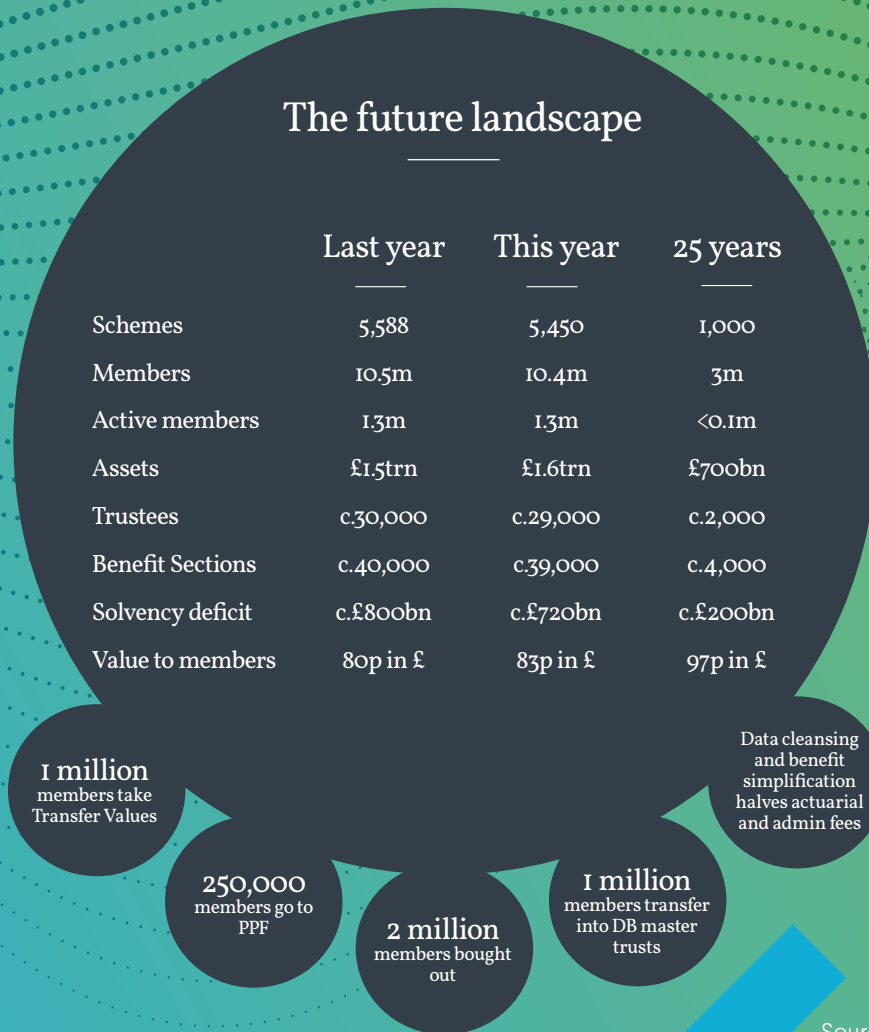 The future landscape
Last year This year 25 years
Schemes 5,588 5,450 1,000
Members 10.5m 10.4m 3m
Active members 1.3m 1.3m <0.1m
Assets £1.5trn £1.6trn £700bn
Trustees c.30,000 c.29,000 c.2,000
Benefit Sections c.40,000 c.39,000 c.4,000
Solvency deficit c.£800bn c.£720bn c.£200bn
Value to members 80p in £ 83p in £ 97p in £
1 million
members take
Transfer Values
250,000
members go to
PPF
2 million
members bought
out
1 million
members transfer
into DB master
trusts
Data cleansing
and benefit
simplification
halves actuarial
and admin fees